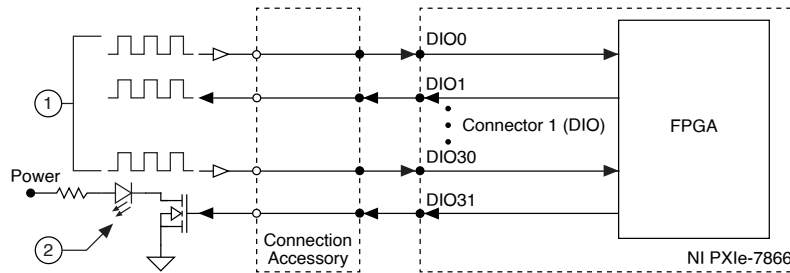 DIO0
1
DIO1
Connector 1 (DIO)
FPGA
DIO30
Power
DIO31
2
Connection
Accessory
NI PXIe-7866